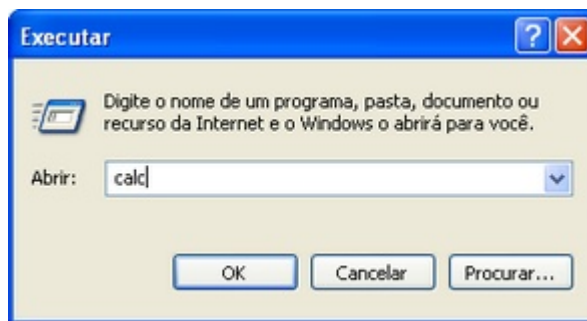 Executar
Digite o nome de um programa, pasta, documento ou
recurso da Internet e o Windows o abrirá para você.
Abrir: calc
OK Cancelar Procurar...